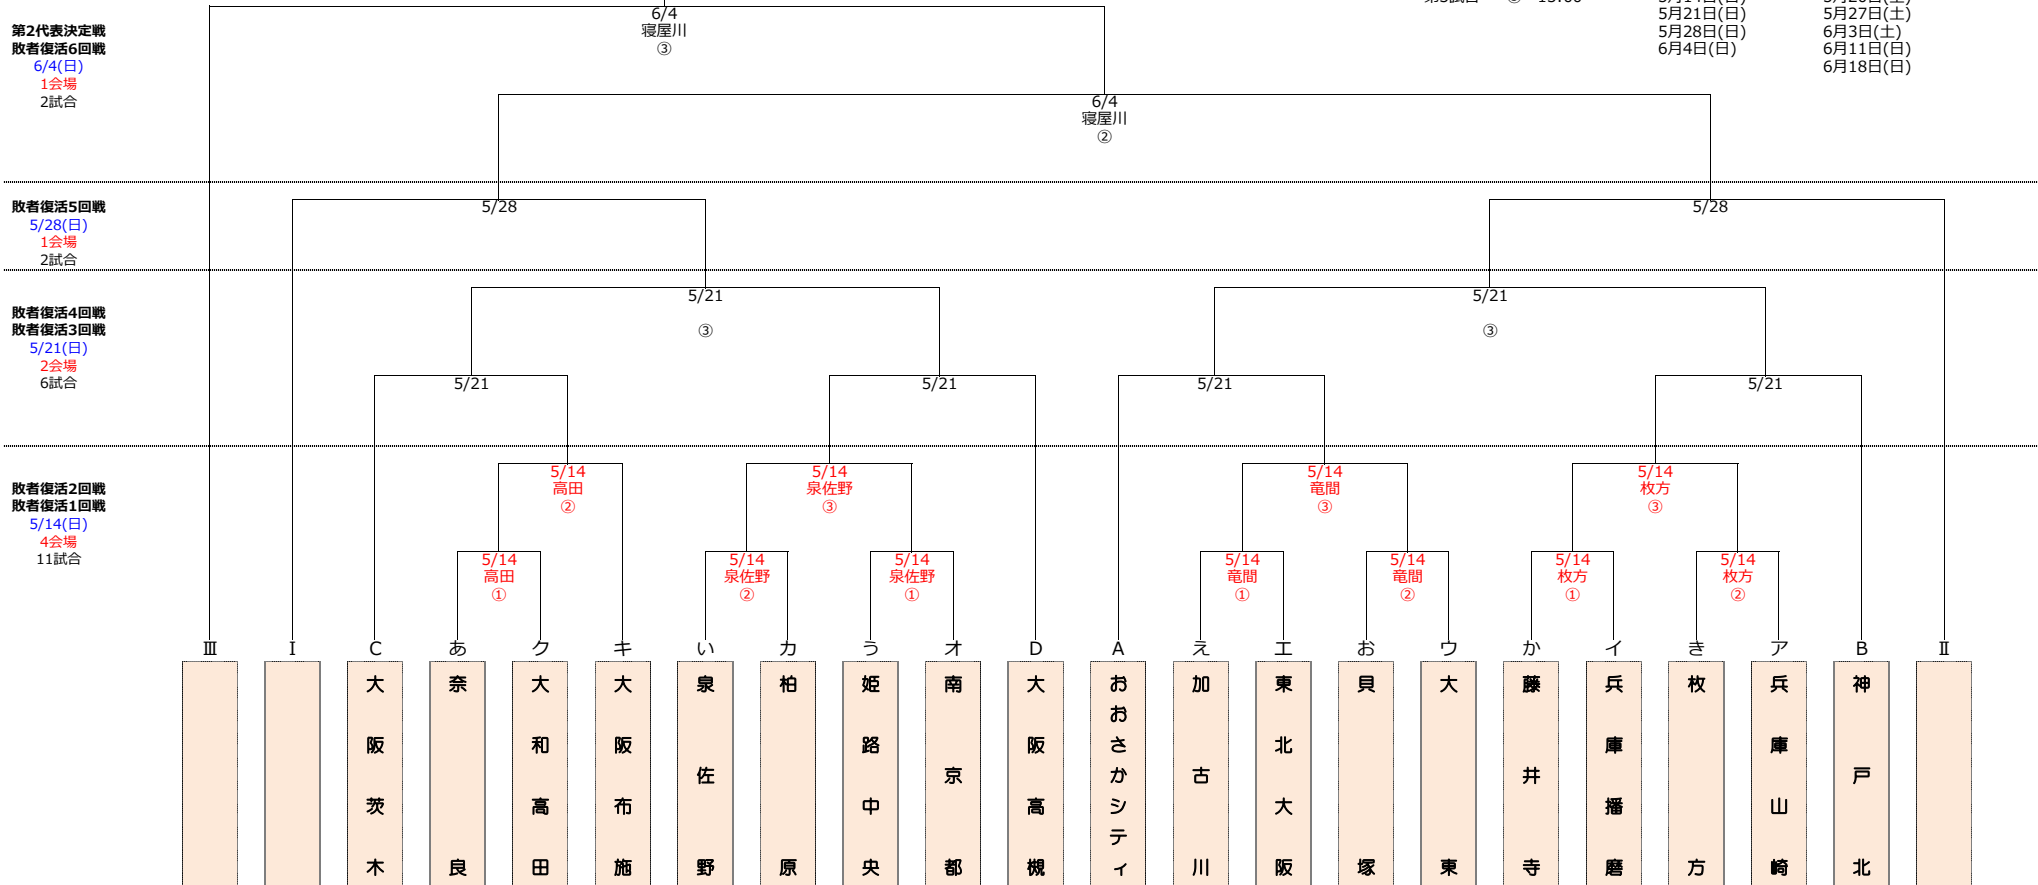 6/4
寝屋川
③
第2代表決定戦
敗者復活6回戦
6/4(日)
1会場
2試合
5月21日(日)
5月28日(日)
6月4日(日)
5月27日(土)
6月3日(土)
6月11日(日)
6月18日(日)
6/4
寝屋川
②
敗者復活5回戦
5/28(日)
1会場
2試合
5/28
5/28
敗者復活4回戦
敗者復活3回戦
5/21(日)
2会場
6試合
5/21
③
5/21
③
5/21
5/21
5/21
5/21
敗者復活2回戦
敗者復活1回戦
5/14(日)
4会場
11試合
5/14
高田
②
5/14
泉佐野
③
5/14
竜間
③
5/14
枚方
③
5/14
高田
①
5/14
泉佐野
②
5/14
泉佐野
①
5/14
竜間
①
5/14
竜間
②
5/14
枚方
①
5/14
枚方
②
Ⅲ
Ⅰ
C
あ
ク
キ
い
カ
う
オ
D
A
え
エ
お
ウ
か
イ
き
ア
B
Ⅱ
大阪茨木
奈良
大和高田
大阪布施
泉佐野
柏原
姫路中央
南京都
大阪高槻
おおさかシティ
加古川
東北大阪
貝塚
大東
藤井寺
兵庫播磨
枚方
兵庫山崎
神戸北